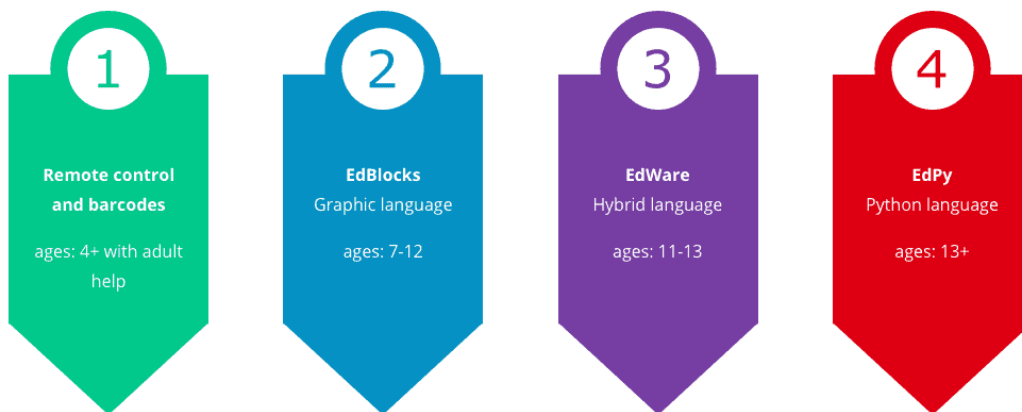 1
Remote control
and barcodes
ages: 4+ with adult
help
2
EdBlocks
Graphic language
ages: 7-12
3
EdWare
Hybrid language
ages: 11-13
4
EdPy
Python language
ages: 13+